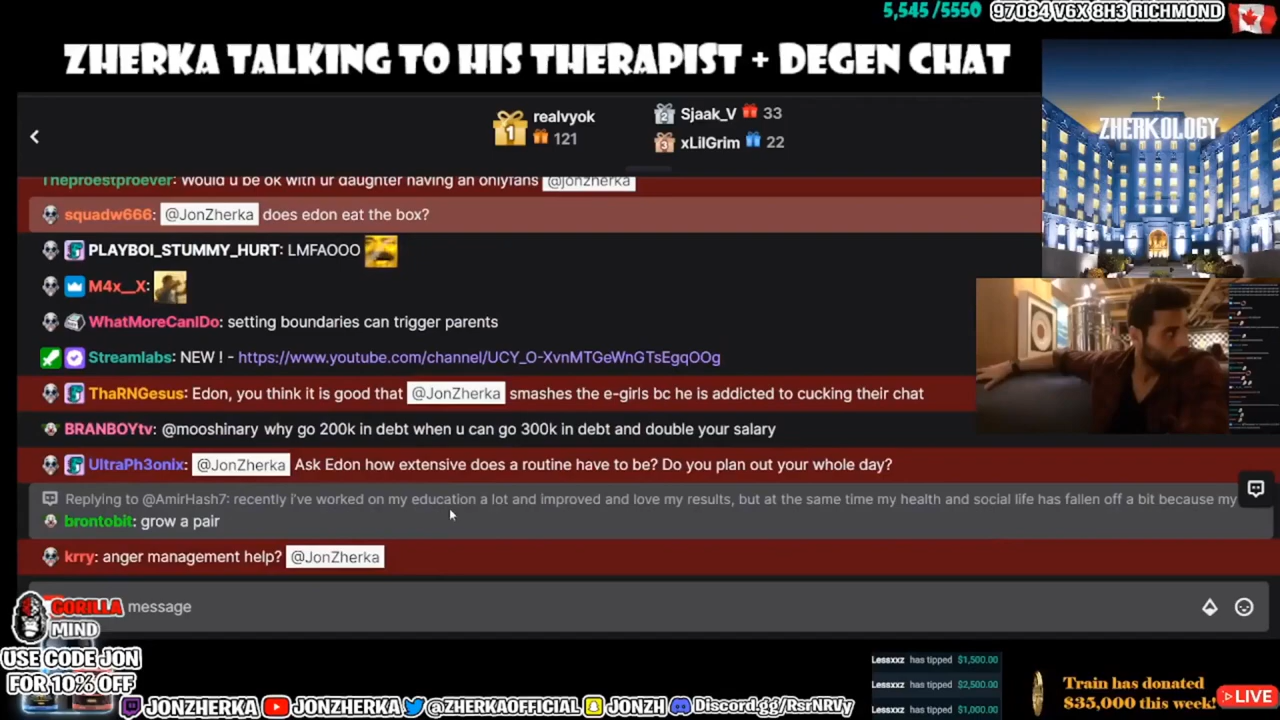 5,545 /5550 97084 V6X 8H3 RICHMOND
ZHERKA TALKING TO HIS THERAPIST + DEGEN CHAT
ZHERKOLOGY
1 realvyok
121
2 Sjaak_V 33
3 xLilGrim 22
Theproestproever: Would u be ok with ur daughter having an onlyfans @jonzherka
squadw666: @JonZherka does edon eat the box?
PLAYBOI_STUMMY_HURT: LMFAOOO
M4x__X:
WhatMoreCanIDo: setting boundaries can trigger parents
Streamlabs: NEW ! - https://www.youtube.com/channel/UCY_O-XvnMTGeWnGTsEgqOOg
ThaRNGesus: Edon, you think it is good that @JonZherka smashes the e-girls bc he is addicted to cucking their chat
BRANBOYtv: @mooshinary why go 200k in debt when u can go 300k in debt and double your salary
UltraPh3onix: @JonZherka Ask Edon how extensive does a routine have to be? Do you plan out your whole day?
Replying to @AmirHash7: recently i've worked on my education a lot and improved and love my results, but at the same time my health and social life has fallen off a bit because my
brontobit: grow a pair
krry: anger management help? @JonZherka
message
GORILLA
MIND
USE CODE JON
FOR 10% OFF
Lessxxz has tipped $1,500.00
Lessxxz has tipped $2,500.00
Lessxxz has tipped $1,000.00
Train has donated
$35,000 this week!
LIVE
JONZHERKA JONZHERKA @ZHERKAOFFICIAL JONZH Discord.gg/RsrNRVy